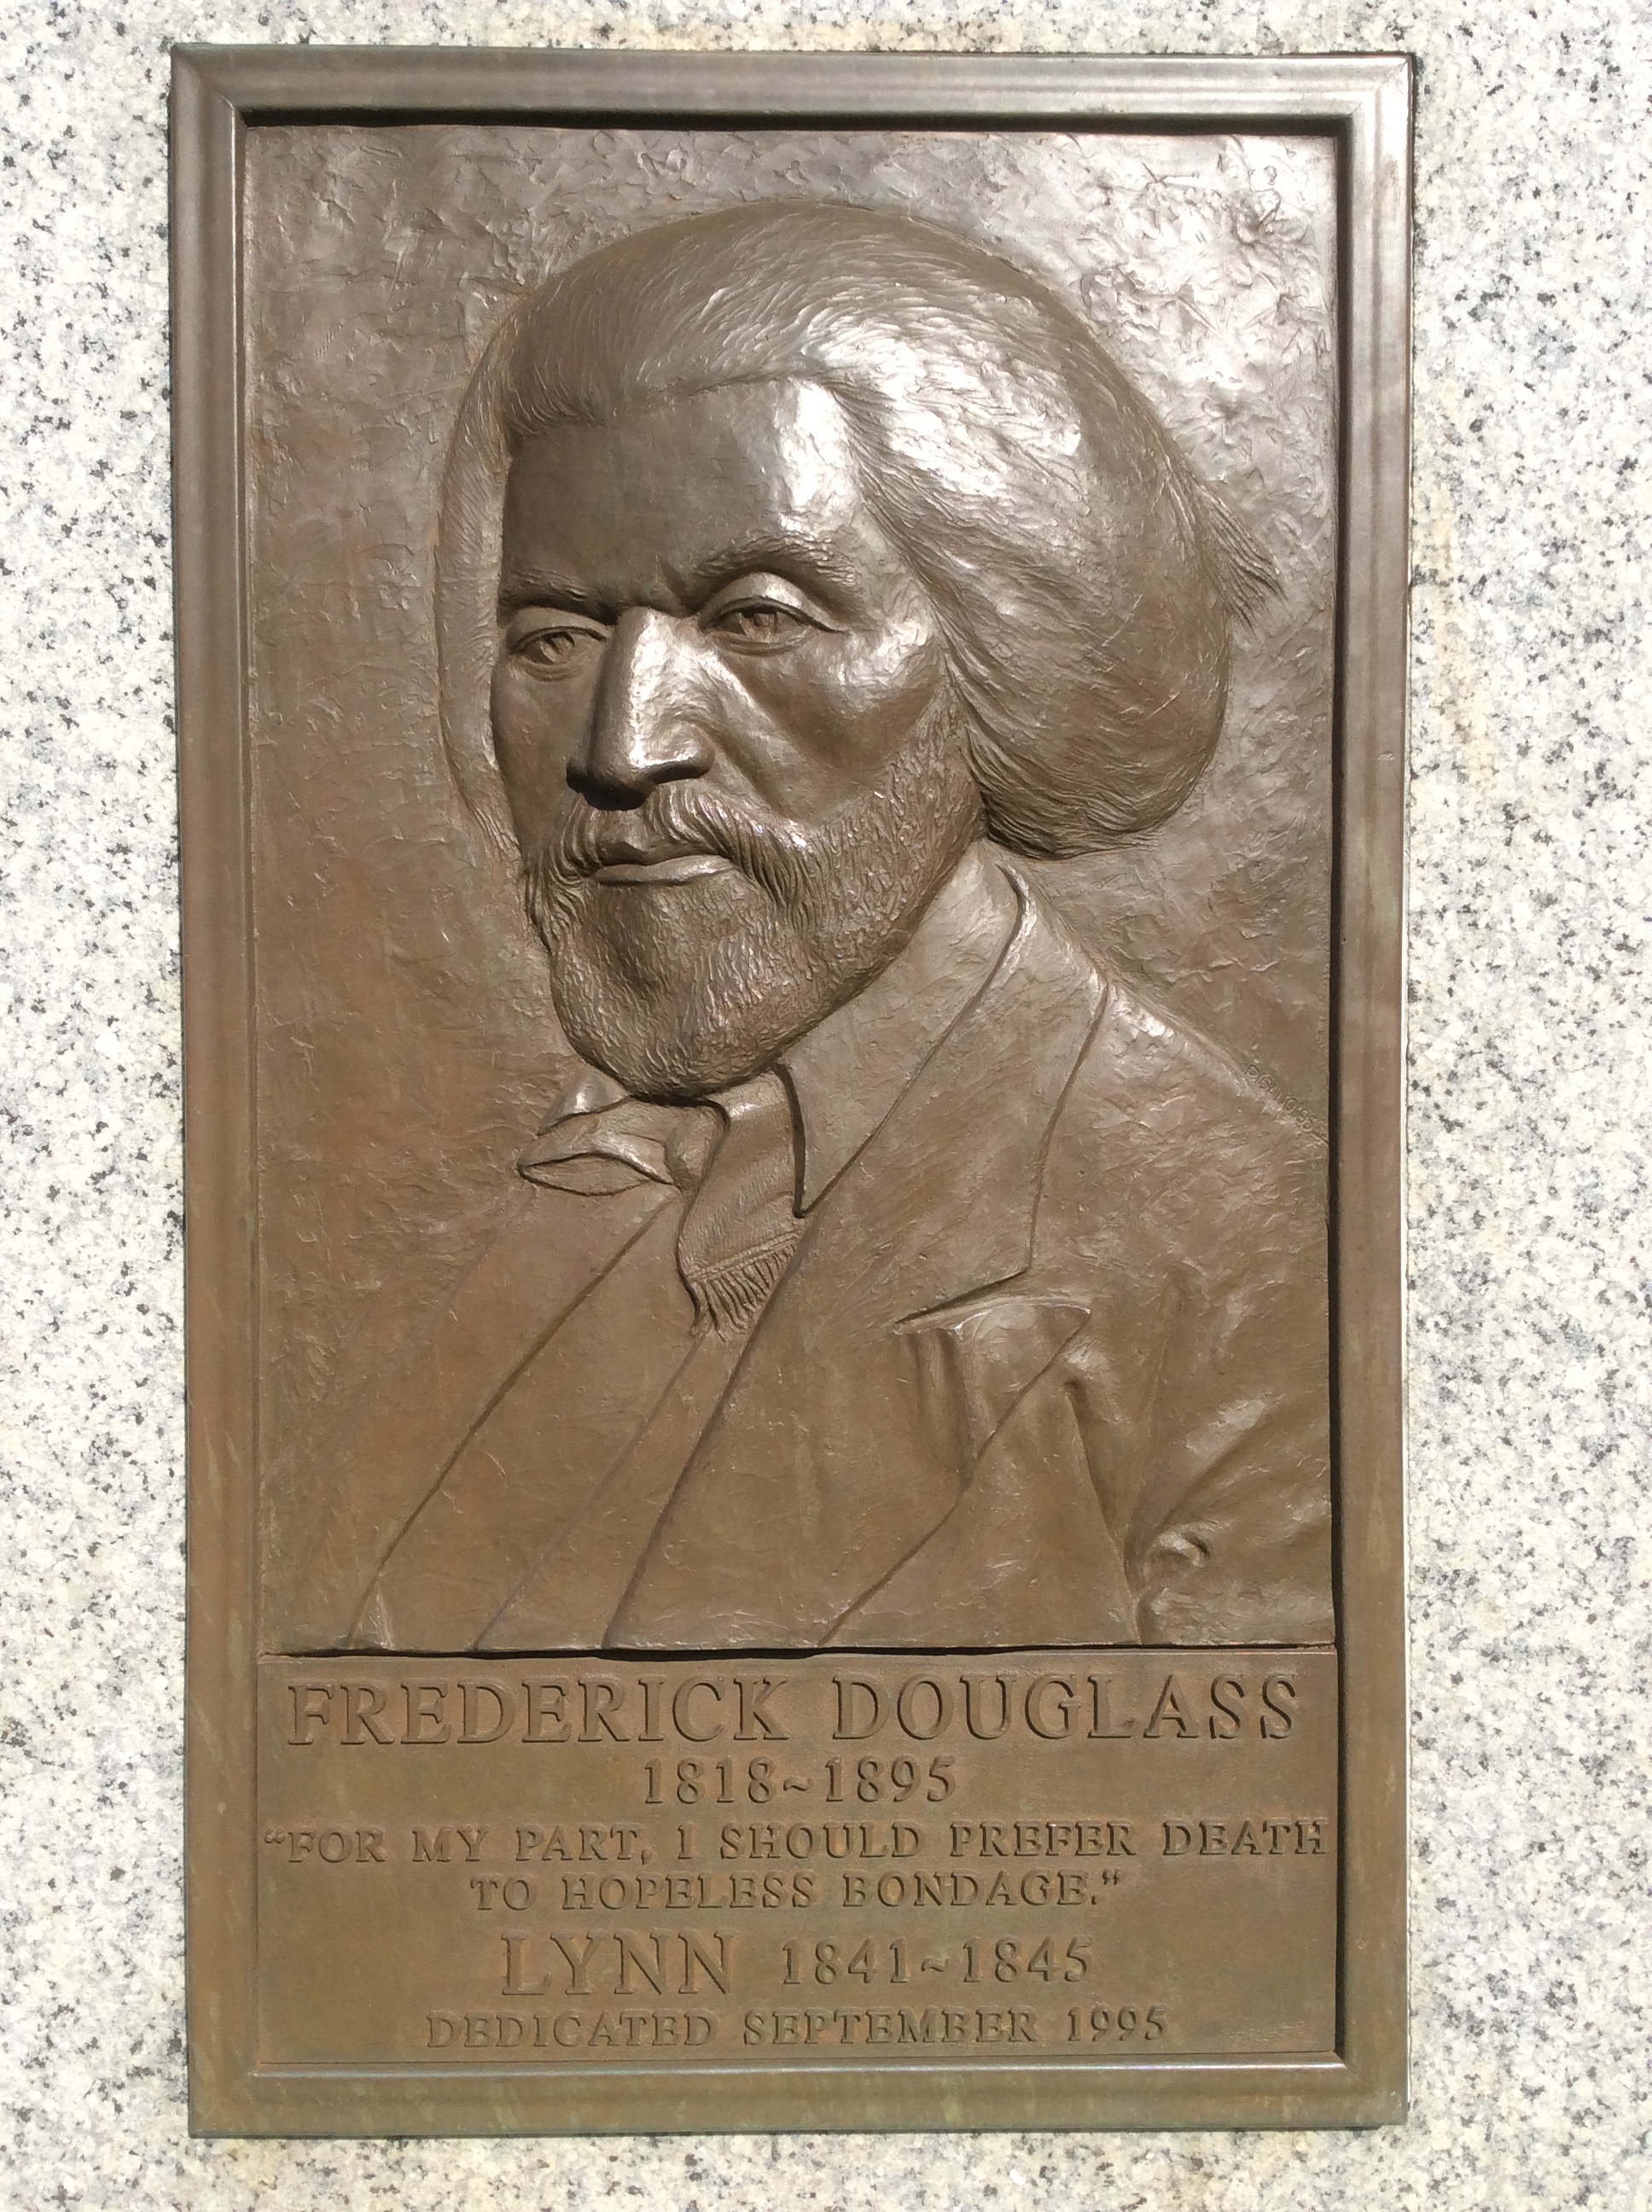 FREDERICK DOUGLASS
1818~1895
“FOR MY PART, I SHOULD PREFER DEATH
TO HOPELESS BONDAGE.”
LYNN 1841~1845
DEDICATED SEPTEMBER 1995